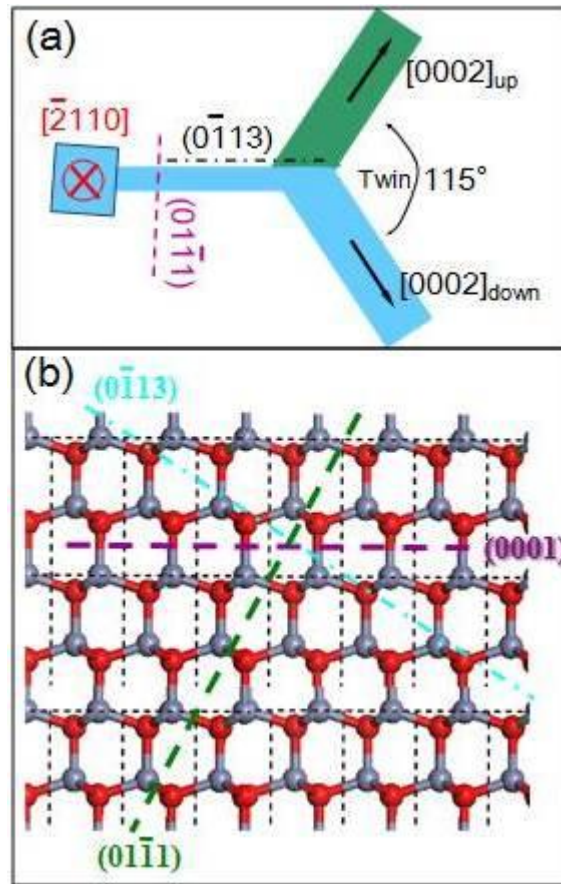 (a)
[0002]up
[2̄110]
(01̄13)
Twin 115°
(011̄1)
[0002]down
(b)
(01̄13)
(0001)
(011̄1)